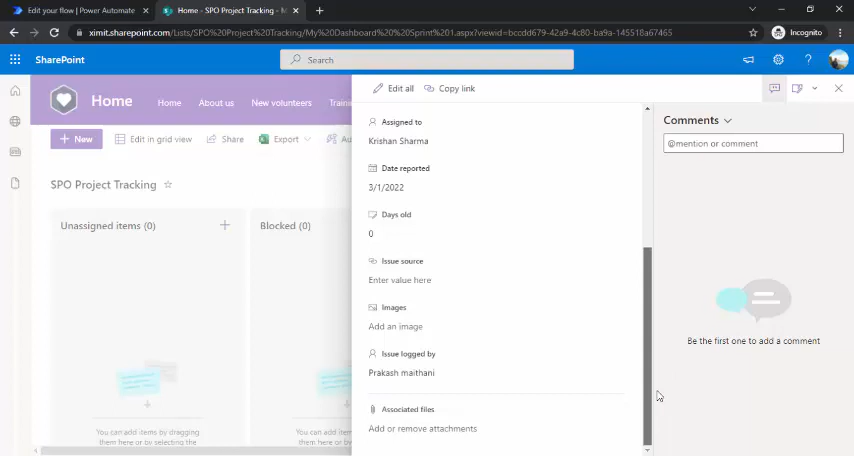 Edit your flow | Power Automate
Home - SPO Project Tracking - M
ximit.sharepoint.com/Lists/SPO%20Project%20Tracking/My%20Dashboard%20%20Sprint%201.aspx?viewid=bccdd679-42a9-4c80-ba9a-145518a67465
Incognito
SharePoint
Search
Home
Home
About us
New volunteers
Trainin
New
Edit in grid view
Share
Export
Au
SPO Project Tracking
Unassigned items (0)
Blocked (0)
You can add items by dragging
them here or by selecting the
You can add items b
them here or by s
Edit all
Copy link
Assigned to
Krishan Sharma
Date reported
3/1/2022
Days old
0
Issue source
Enter value here
Images
Add an image
Issue logged by
Prakash maithani
Associated files
Add or remove attachments
Comments
@mention or comment
Be the first one to add a comment